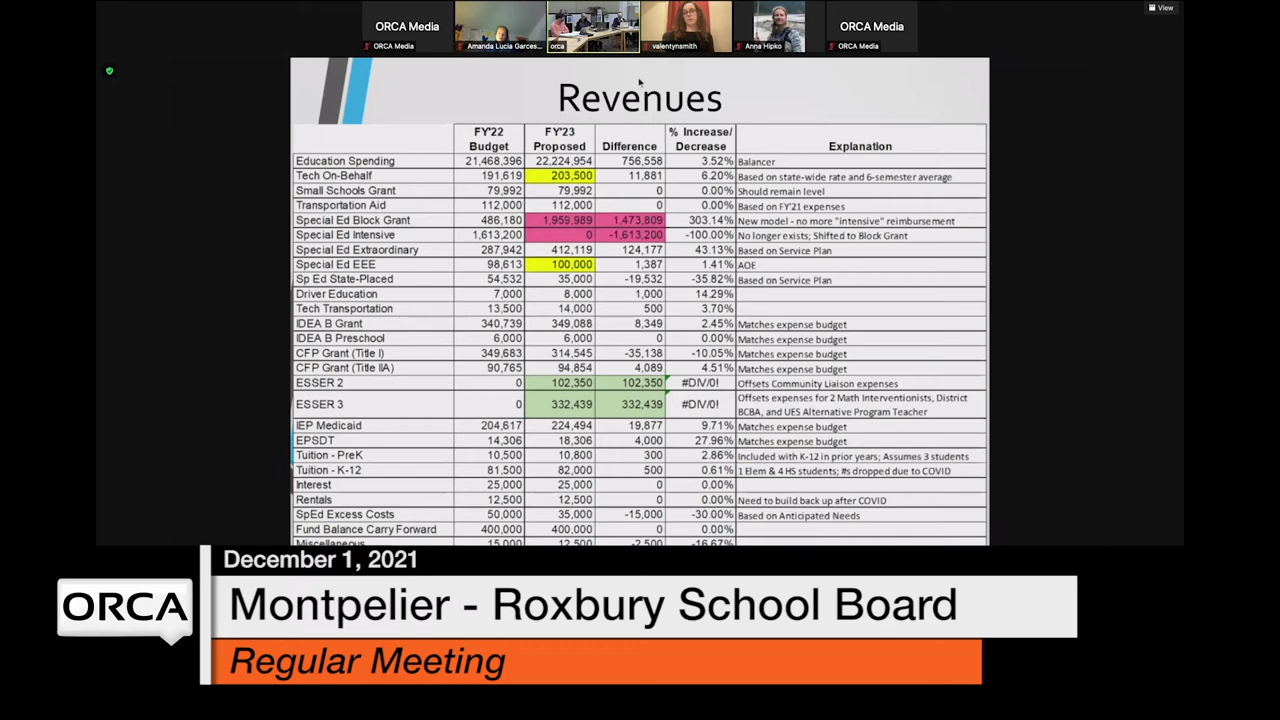 View
ORCA Media
ORCA Media
Amanda Lucia Garces...
orca
valentynsmith
Anna Hipko
ORCA Media
ORCA Media
Revenues
FY'22 Budget FY'23 Proposed Difference % Increase/ Decrease Explanation
Education Spending 21,468,396 22,224,954 756,558 3.52% Balancer
Tech On-Behalf 191,619 203,500 11,881 6.20% Based on state-wide rate and 6-semester average
Small Schools Grant 79,992 79,992 0 0.00% Should remain level
Transportation Aid 112,000 112,000 0 0.00% Based on FY'21 expenses
Special Ed Block Grant 486,180 1,959,989 1,473,809 303.14% New model - no more "intensive" reimbursement
Special Ed Intensive 1,613,200 0 -1,613,200 -100.00% No longer exists; Shifted to Block Grant
Special Ed Extraordinary 287,942 412,119 124,177 43.13% Based on Service Plan
Special Ed EEE 98,613 100,000 1,387 1.41% AOE
Sp Ed State-Placed 54,532 35,000 -19,532 -35.82% Based on Service Plan
Driver Education 7,000 8,000 1,000 14.29%
Tech Transportation 13,500 14,000 500 3.70%
IDEA B Grant 340,739 349,088 8,349 2.45% Matches expense budget
IDEA B Preschool 6,000 6,000 0 0.00% Matches expense budget
CFP Grant (Title I) 349,683 314,545 -35,138 -10.05% Matches expense budget
CFP Grant (Title IIA) 90,765 94,854 4,089 4.51% Matches expense budget
ESSER 2 0 102,350 102,350 #DIV/0! Offsets Community Liaison expenses
ESSER 3 0 332,439 332,439 #DIV/0! Offsets expenses for 2 Math Interventionists, District
BCBA, and UES Alternative Program Teacher
IEP Medicaid 204,617 224,494 19,877 9.71% Matches expense budget
EPSDT 14,306 18,306 4,000 27.96% Matches expense budget
Tuition - PreK 10,500 10,800 300 2.86% Included with K-12 in prior years; Assumes 3 students
Tuition - K-12 81,500 82,000 500 0.61% 1 Elem & 4 HS students; #s dropped due to COVID
Interest 25,000 25,000 0 0.00%
Rentals 12,500 12,500 0 0.00% Need to build back up after COVID
SpEd Excess Costs 50,000 35,000 -15,000 -30.00% Based on Anticipated Needs
Fund Balance Carry Forward 400,000 400,000 0 0.00%
Miscellaneous 15,000 12,500 -2,500 -16.67%
December 1, 2021
ORCA
Montpelier - Roxbury School Board
Regular Meeting